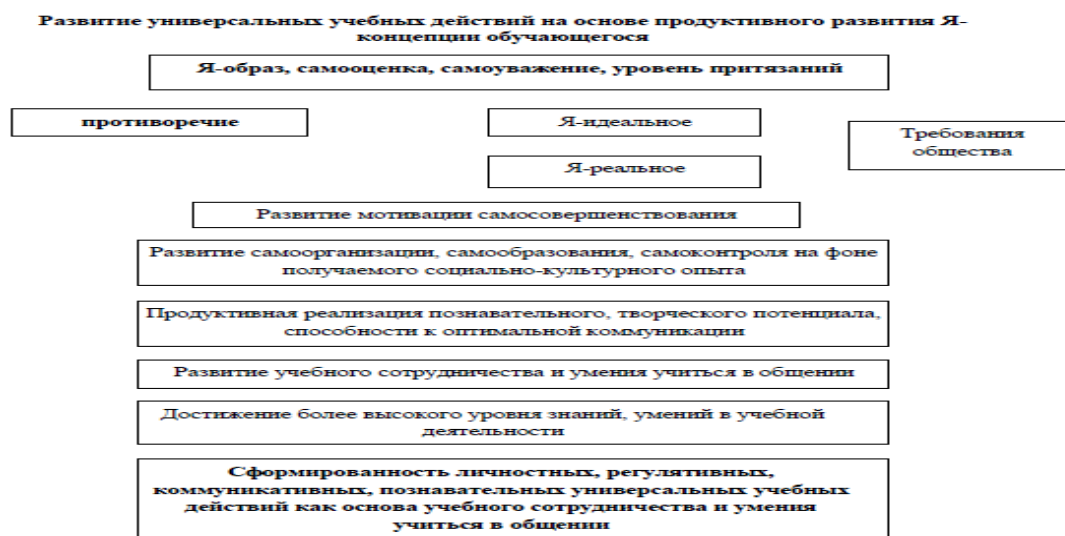 Развитие универсальных учебных действий на основе продуктивного развития Я-
концепции обучающегося
Я-образ, самооценка, самоуважение, уровень притязаний
противоречие
Я-идеальное
Требования
общества
Я-реальное
Развитие мотивации самосовершенствования
Развитие самоорганизации, самообразования, самоконтроля на фоне
получаемого социально-культурного опыта
Продуктивная реализация познавательного, творческого потенциала,
способности к оптимальной коммуникации
Развитие учебного сотрудничества и умения учиться в общении
Достижение более высокого уровня знаний, умений в учебной
деятельности
Сформированность личностных, регулятивных,
коммуникативных, познавательных универсальных учебных
действий как основа учебного сотрудничества и умения
учиться в общении